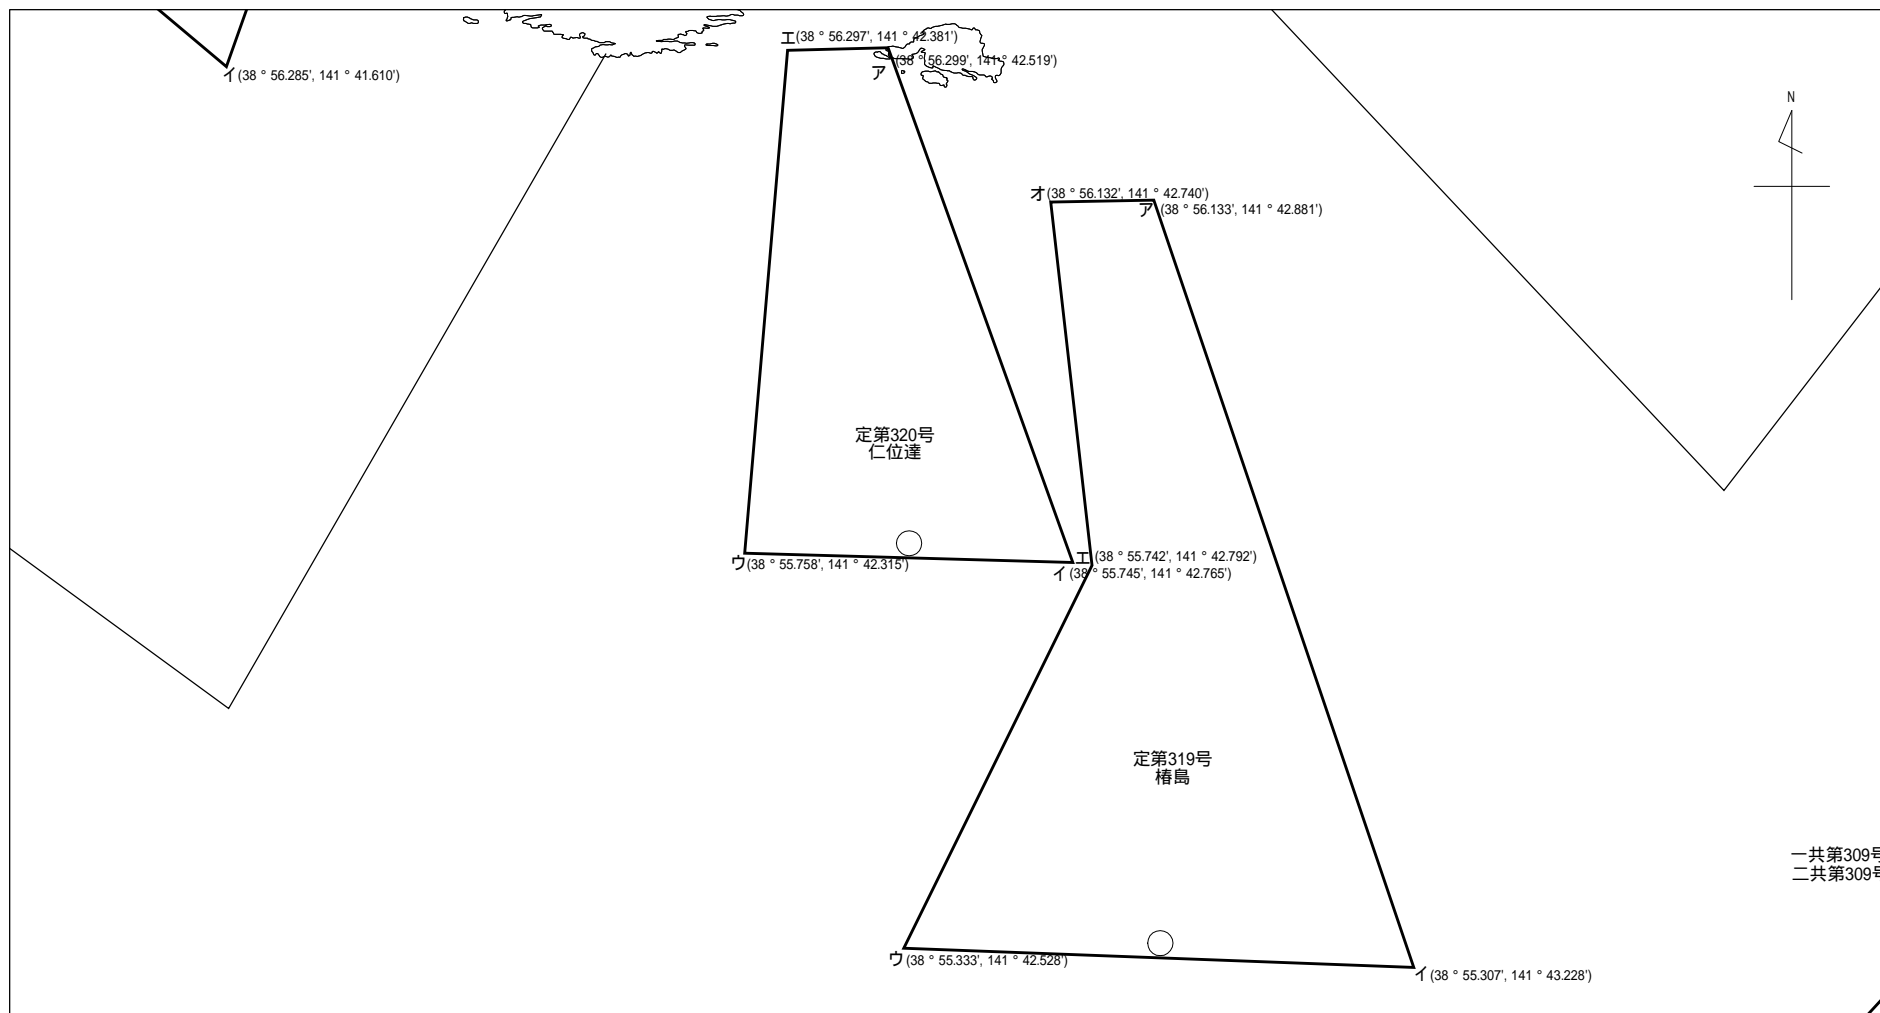 エ(38 ° 56.297', 141 ° 42.381')
ア(38 ° 56.299', 141 ° 42.519')
イ(38 ° 56.285', 141 ° 41.610')
N
オ(38 ° 56.132', 141 ° 42.740')
ア(38 ° 56.133', 141 ° 42.881')
定第320号
仁位達
エ(38 ° 55.742', 141 ° 42.792')
ウ(38 ° 55.758', 141 ° 42.315')
イ(38 ° 55.745', 141 ° 42.765')
定第319号
椿島
一共第309号
二共第309号
ウ(38 ° 55.333', 141 ° 42.528')
イ(38 ° 55.307', 141 ° 43.228')